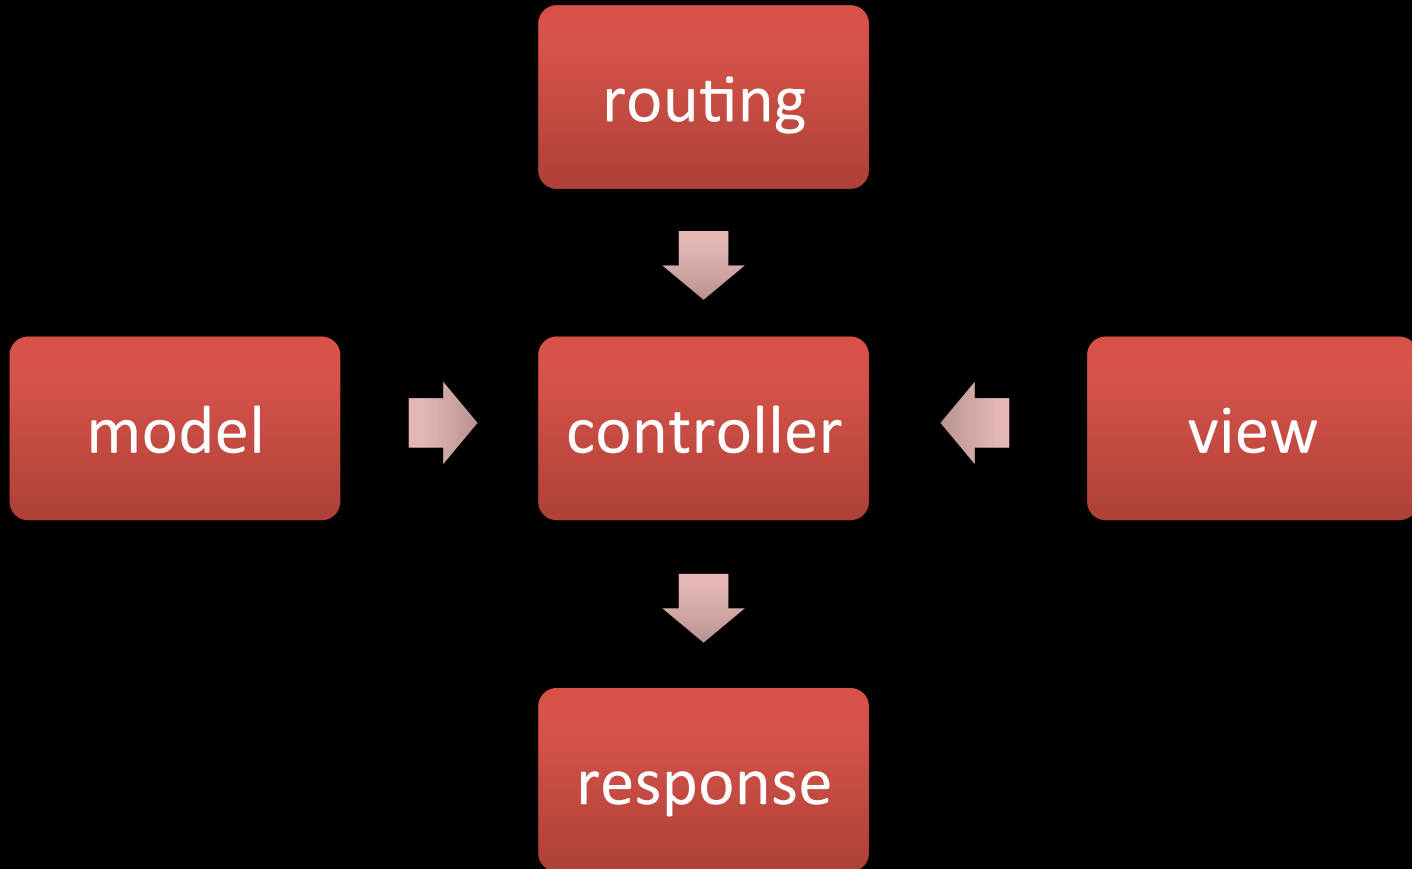 routing
model
controller
view
response